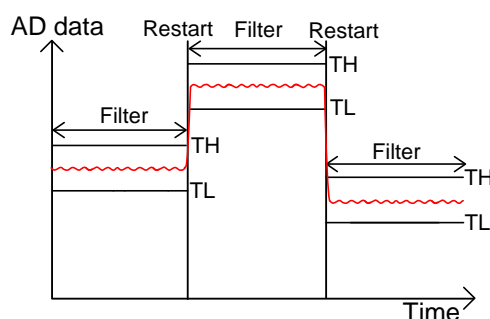 AD data
Restart
Filter
Restart
TH
TL
Filter
TH
TL
Filter
TH
TL
Time